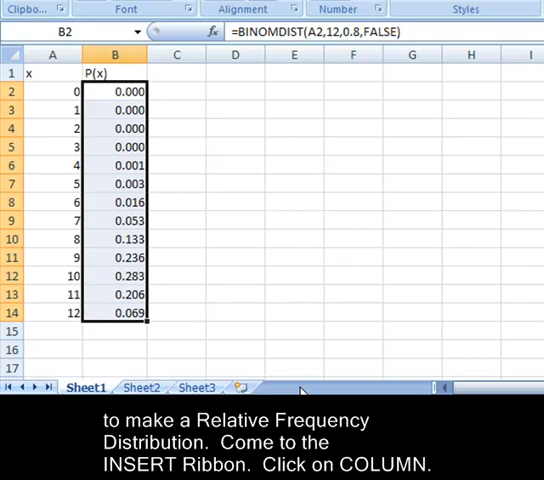 Clipboa... Font Alignment Number Styles
B2 fx =BINOMDIST(A2,12,0.8,FALSE)
A B C D E F G H I
1 x P(x)
2 0 0.000
3 1 0.000
4 2 0.000
5 3 0.000
6 4 0.001
7 5 0.003
8 6 0.016
9 7 0.053
10 8 0.133
11 9 0.236
12 10 0.283
13 11 0.206
14 12 0.069
15
16
17
Sheet1 Sheet2 Sheet3
to make a Relative Frequency
Distribution. Come to the
INSERT Ribbon. Click on COLUMN.